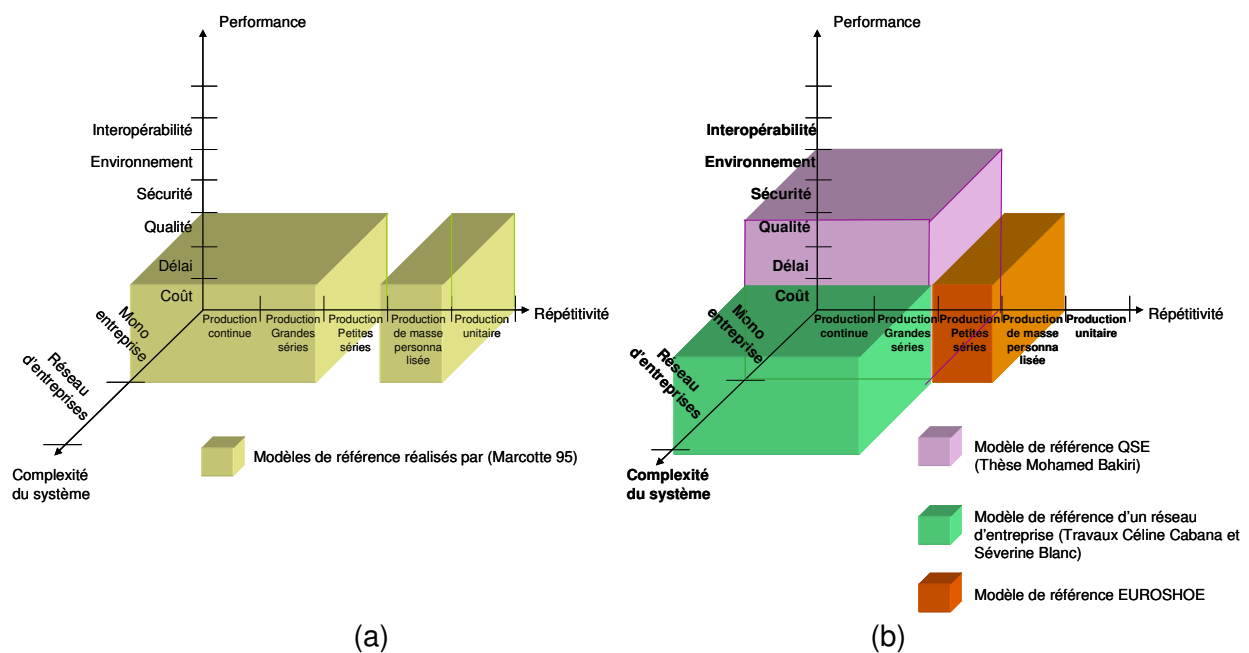 Performance
Interopérabilité
Environnement
Sécurité
Qualité
Délai
Coût
Mono
entreprise
Réseau
d'entreprises
Production
continue
Production
Grandes
séries
Production
Petites
séries
Production
de masse
personna
lisée
Production
unitaire
Répétitivité
Complexité
du système
Modèles de référence réalisés par (Marcotte 95)
(a)
Performance
Interopérabilité
Environnement
Sécurité
Qualité
Délai
Coût
Mono
entreprise
Réseau
d'entreprises
Production
continue
Production
Grandes
séries
Production
Petites
séries
Production
de masse
personna
lisée
Production
unitaire
Répétitivité
Complexité
du système
Modèle de référence QSE
(Thèse Mohamed Bakiri)
Modèle de référence d'un réseau
d'entreprise (Travaux Céline Cabana et
Séverine Blanc)
Modèle de référence EUROSHOE
(b)